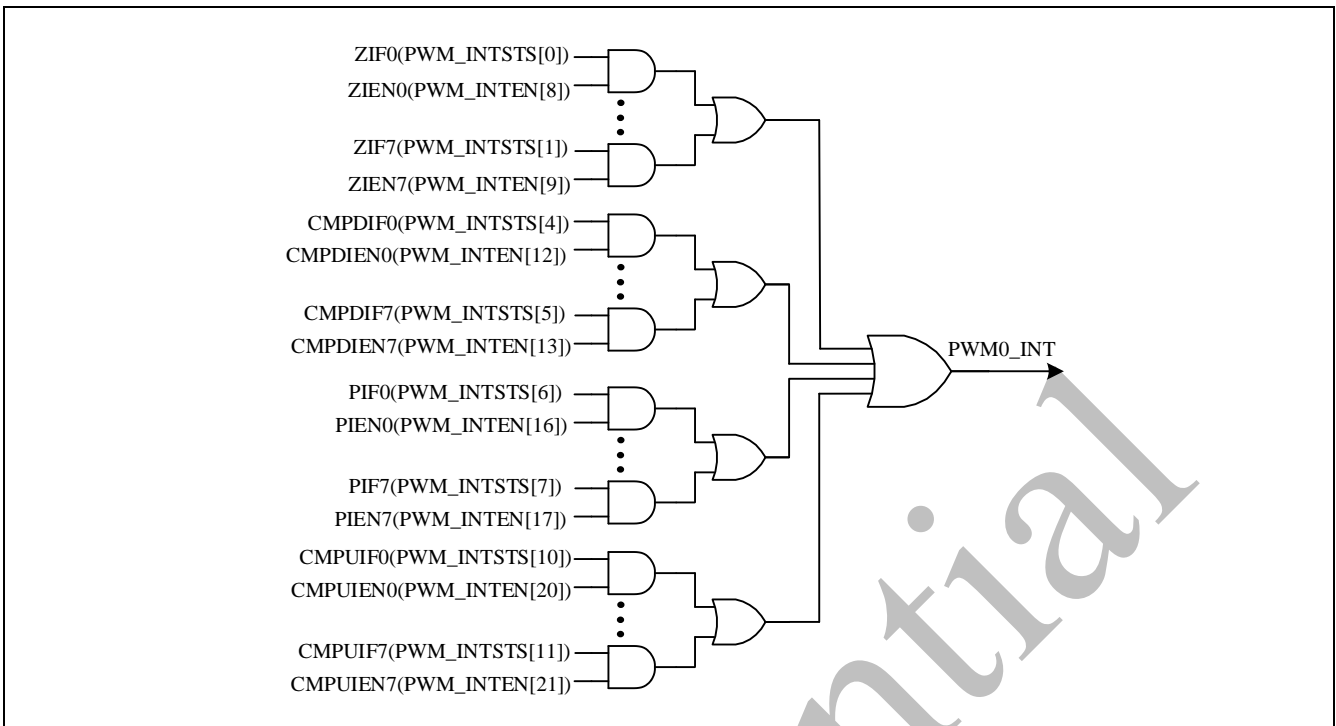 ZIF0(PWM_INTSTS[0])
ZIEN0(PWM_INTEN[8])
ZIF7(PWM_INTSTS[1])
ZIEN7(PWM_INTEN[9])
CMPDIF0(PWM_INTSTS[4])
CMPDIEN0(PWM_INTEN[12])
CMPDIF7(PWM_INTSTS[5])
CMPDIEN7(PWM_INTEN[13])
PWM0_INT
PIF0(PWM_INTSTS[6])
PIEN0(PWM_INTEN[16])
PIF7(PWM_INTSTS[7])
PIEN7(PWM_INTEN[17])
CMPUIF0(PWM_INTSTS[10])
CMPUIEN0(PWM_INTEN[20])
CMPUIF7(PWM_INTSTS[11])
CMPUIEN7(PWM_INTEN[21])
ntial